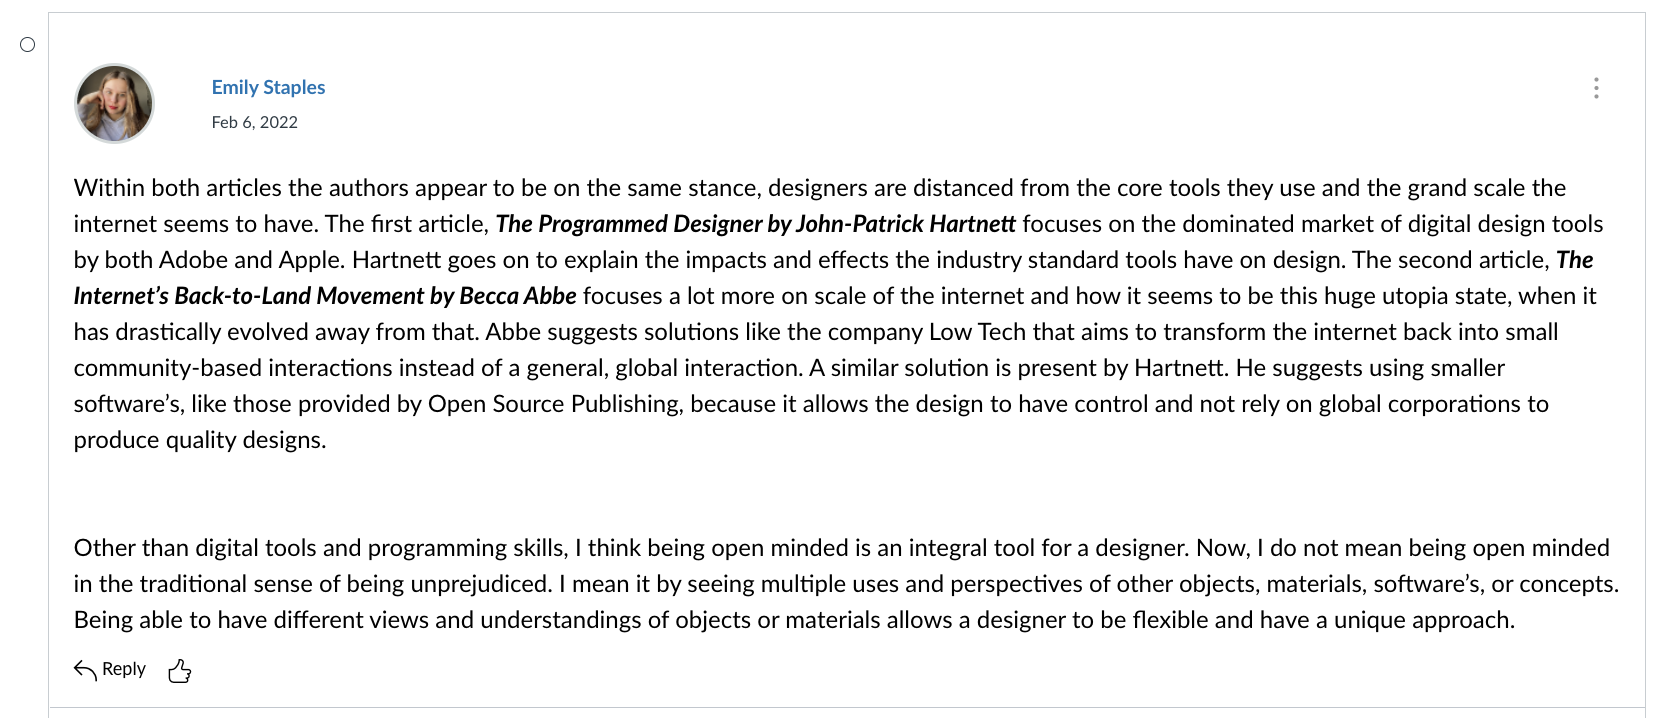 Emily Staples
Feb 6, 2022
Within both articles the authors appear to be on the same stance, designers are distanced from the core tools they use and the grand scale the
internet seems to have. The first article, The Programmed Designer by John-Patrick Hartnett focuses on the dominated market of digital design tools
by both Adobe and Apple. Hartnett goes on to explain the impacts and effects the industry standard tools have on design. The second article, The
Internet’s Back-to-Land Movement by Becca Abbe focuses a lot more on scale of the internet and how it seems to be this huge utopia state, when it
has drastically evolved away from that. Abbe suggests solutions like the company Low Tech that aims to transform the internet back into small
community-based interactions instead of a general, global interaction. A similar solution is present by Hartnett. He suggests using smaller
software’s, like those provided by Open Source Publishing, because it allows the design to have control and not rely on global corporations to
produce quality designs.
Other than digital tools and programming skills, I think being open minded is an integral tool for a designer. Now, I do not mean being open minded
in the traditional sense of being unprejudiced. I mean it by seeing multiple uses and perspectives of other objects, materials, software’s, or concepts.
Being able to have different views and understandings of objects or materials allows a designer to be flexible and have a unique approach.
Reply